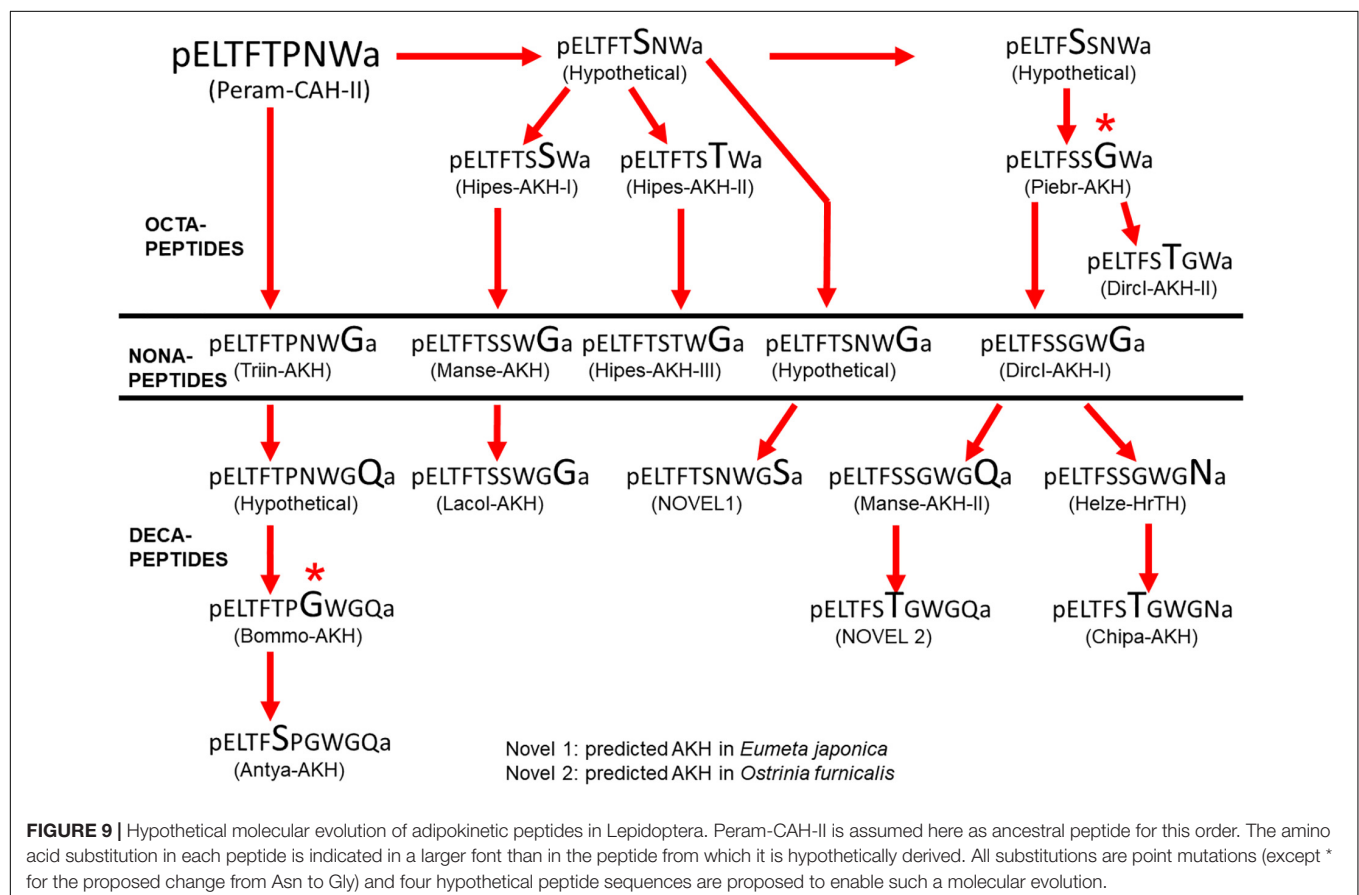 pELTFTPNWa
(Peram-CAH-II)
pELTFTSNWa
(Hypothetical)
pELTFSSNWa
(Hypothetical)
*
pELTFTSSWa
(Hipes-AKH-I)
pELTFTSTWa
(Hipes-AKH-II)
pELTFSSGWa
(Piebr-AKH)
OCTA-
PEPTIDES
pELTFSTGWa
(Dircl-AKH-II)
NONA-
PEPTIDES
pELTFTPNWGa
(Triin-AKH)
pELTFTSSWGa
(Manse-AKH)
pELTFTSTWGa
(Hipes-AKH-III)
pELTFTSNWGa
(Hypothetical)
pELTFSSGWGa
(Dircl-AKH-I)
pELTFTPNWGQa
(Hypothetical)
pELTFTSSWGGa
(Lacol-AKH)
pELTFTSNWGSa
(NOVEL1)
pELTFSSGWGQa
(Manse-AKH-II)
pELTFSSGWGNa
(Helze-HrTH)
DECA-
PEPTIDES
*
pELTFTPGWGQa
(Bommo-AKH)
pELTFSTGWGQa
(NOVEL 2)
pELTFSTGWGNa
(Chipa-AKH)
pELTFSPGWGQa
(Antya-AKH)
Novel 1: predicted AKH in Eumeta japonica
Novel 2: predicted AKH in Ostrinia furnicalis
FIGURE 9 | Hypothetical molecular evolution of adipokinetic peptides in Lepidoptera. Peram-CAH-II is assumed here as ancestral peptide for this order. The amino
acid substitution in each peptide is indicated in a larger font than in the peptide from which it is hypothetically derived. All substitutions are point mutations (except *
for the proposed change from Asn to Gly) and four hypothetical peptide sequences are proposed to enable such a molecular evolution.